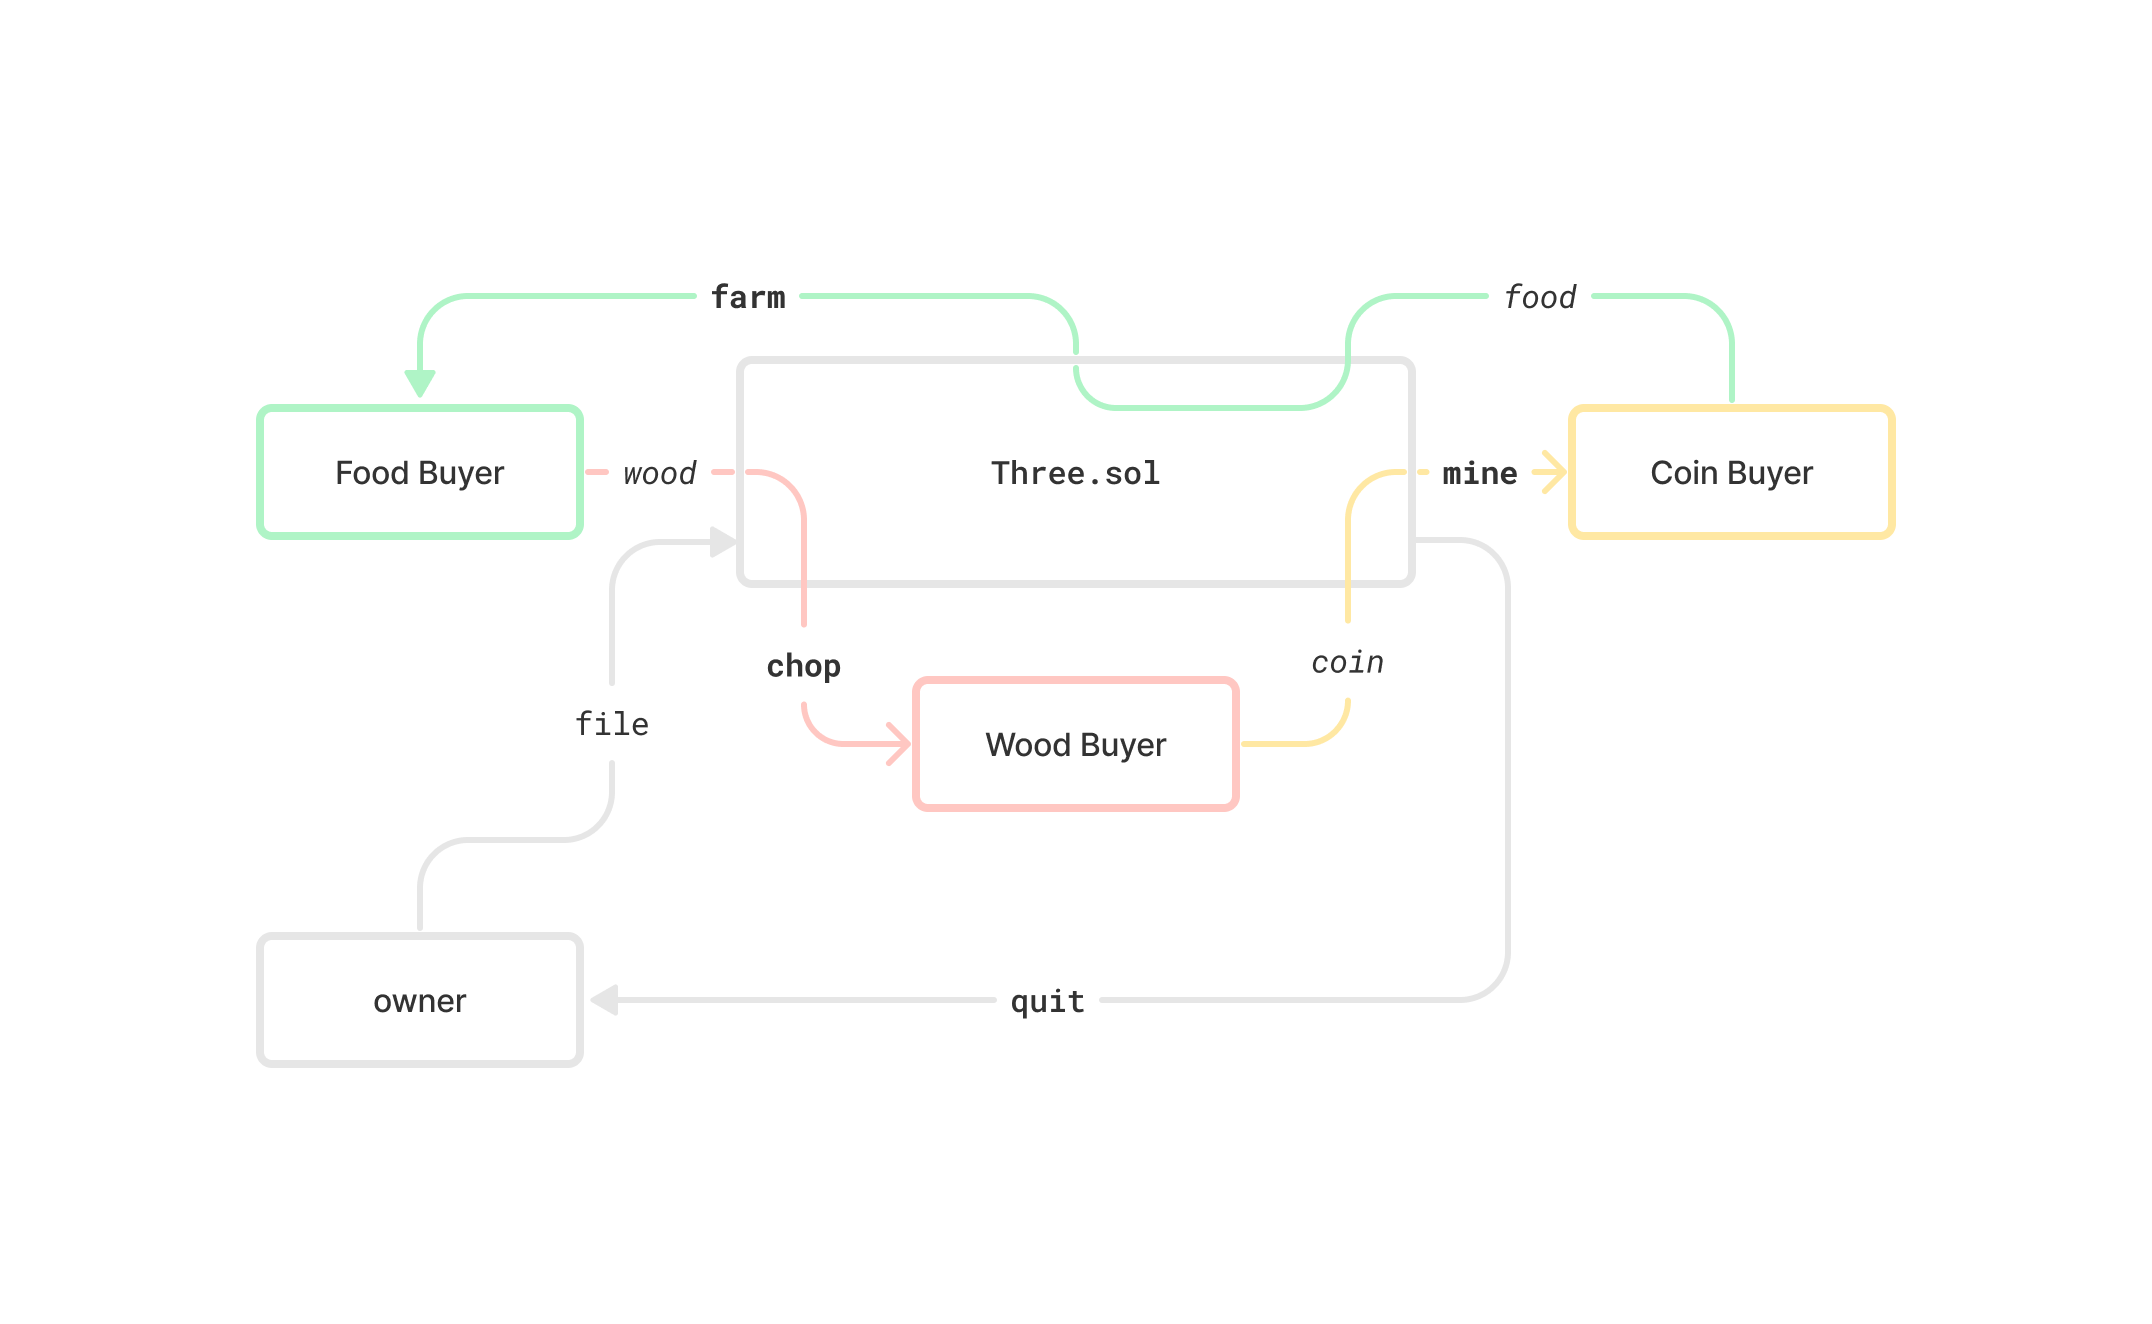 farm
food
Food Buyer
wood
Three.sol
mine
Coin Buyer
chop
coin
file
Wood Buyer
owner
quit